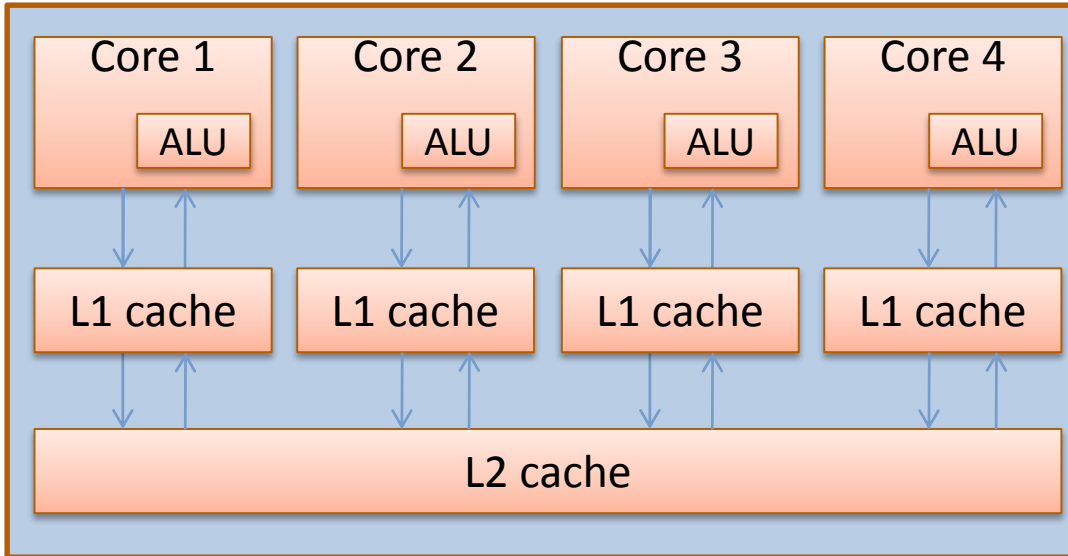 Core 1
ALU
Core 2
ALU
Core 3
ALU
Core 4
ALU
L1 cache
L1 cache
L1 cache
L1 cache
L2 cache